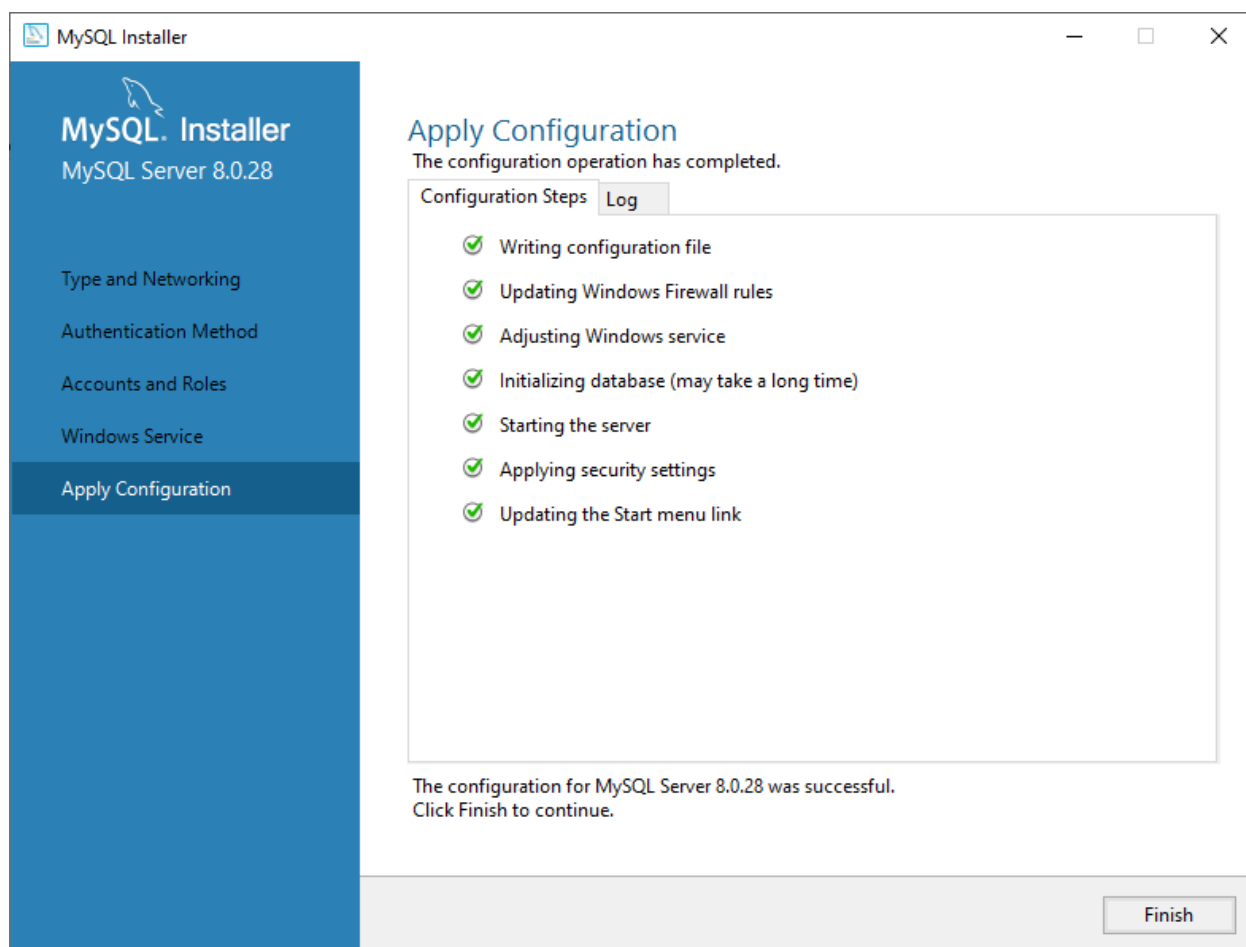 MySQL Installer
MySQL. Installer
MySQL Server 8.0.28
Type and Networking
Authentication Method
Accounts and Roles
Windows Service
Apply Configuration
Apply Configuration
The configuration operation has completed.
Configuration Steps
Log
Writing configuration file
Updating Windows Firewall rules
Adjusting Windows service
Initializing database (may take a long time)
Starting the server
Applying security settings
Updating the Start menu link
The configuration for MySQL Server 8.0.28 was successful.
Click Finish to continue.
Finish